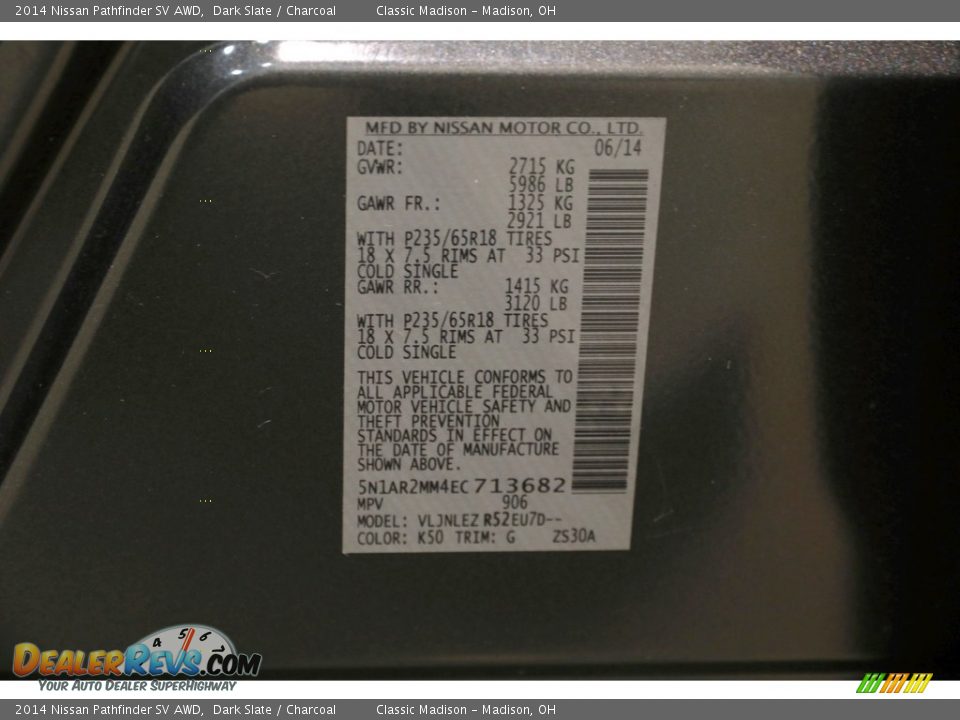 2014 Nissan Pathfinder SV AWD, Dark Slate / Charcoal Classic Madison - Madison, OH
MFD BY NISSAN MOTOR CO., LTD.
DATE: 06/14
GVWR: 2715 KG
5986 LB
GAWR FR.: 1325 KG
2921 LB
WITH P235/65R18 TIRES
18 X 7.5 RIMS AT 33 PSI
COLD SINGLE
GAWR RR.: 1415 KG
3120 LB
WITH P235/65R18 TIRES
18 X 7.5 RIMS AT 33 PSI
COLD SINGLE
THIS VEHICLE CONFORMS TO
ALL APPLICABLE FEDERAL
MOTOR VEHICLE SAFETY AND
THEFT PREVENTION
STANDARDS IN EFFECT ON
THE DATE OF MANUFACTURE
SHOWN ABOVE.
5N1AR2MM4EC713682
MPV 906
MODEL: VLJNLEZ R52EU7D--
COLOR: K50 TRIM: G ZS30A
4 5 6
DEALERREVS.COM
YOUR AUTO DEALER SUPERHIGHWAY
2014 Nissan Pathfinder SV AWD, Dark Slate / Charcoal Classic Madison - Madison, OH